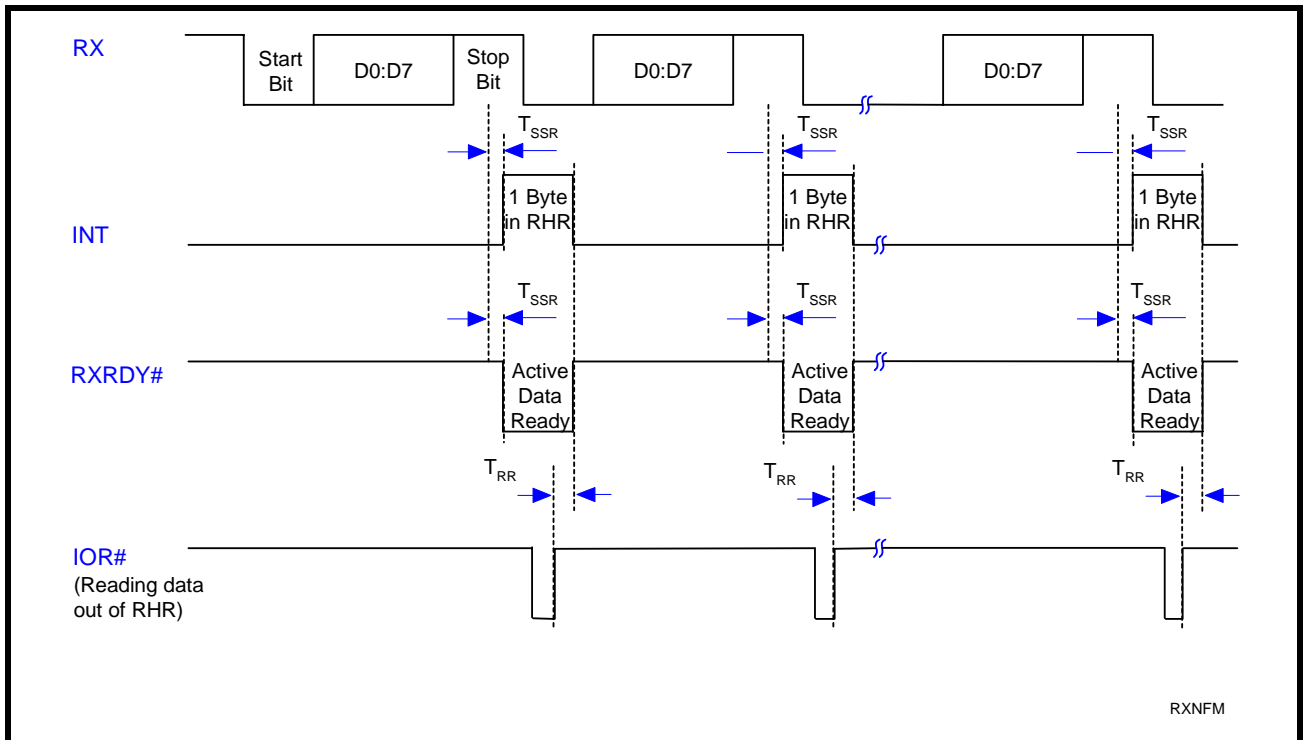 RX
Start
Bit
D0:D7
Stop
Bit
D0:D7
D0:D7
TSSR
TSSR
TSSR
INT
1 Byte
in RHR
1 Byte
in RHR
1 Byte
in RHR
TSSR
TSSR
TSSR
RXRDY#
Active
Data
Ready
Active
Data
Ready
Active
Data
Ready
TRR
TRR
TRR
IOR#
(Reading data
out of RHR)
RXNFM